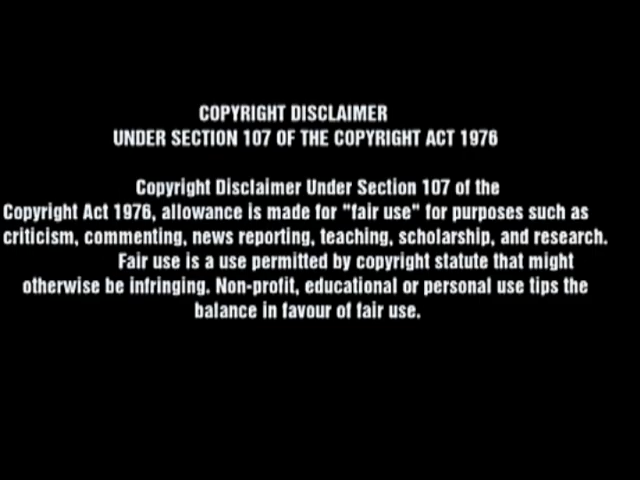 COPYRIGHT DISCLAIMER
UNDER SECTION 107 OF THE COPYRIGHT ACT 1976
Copyright Disclaimer Under Section 107 of the
Copyright Act 1976, allowance is made for "fair use" for purposes such as
criticism, commenting, news reporting, teaching, scholarship, and research.
Fair use is a use permitted by copyright statute that might
otherwise be infringing. Non-profit, educational or personal use tips the
balance in favour of fair use.